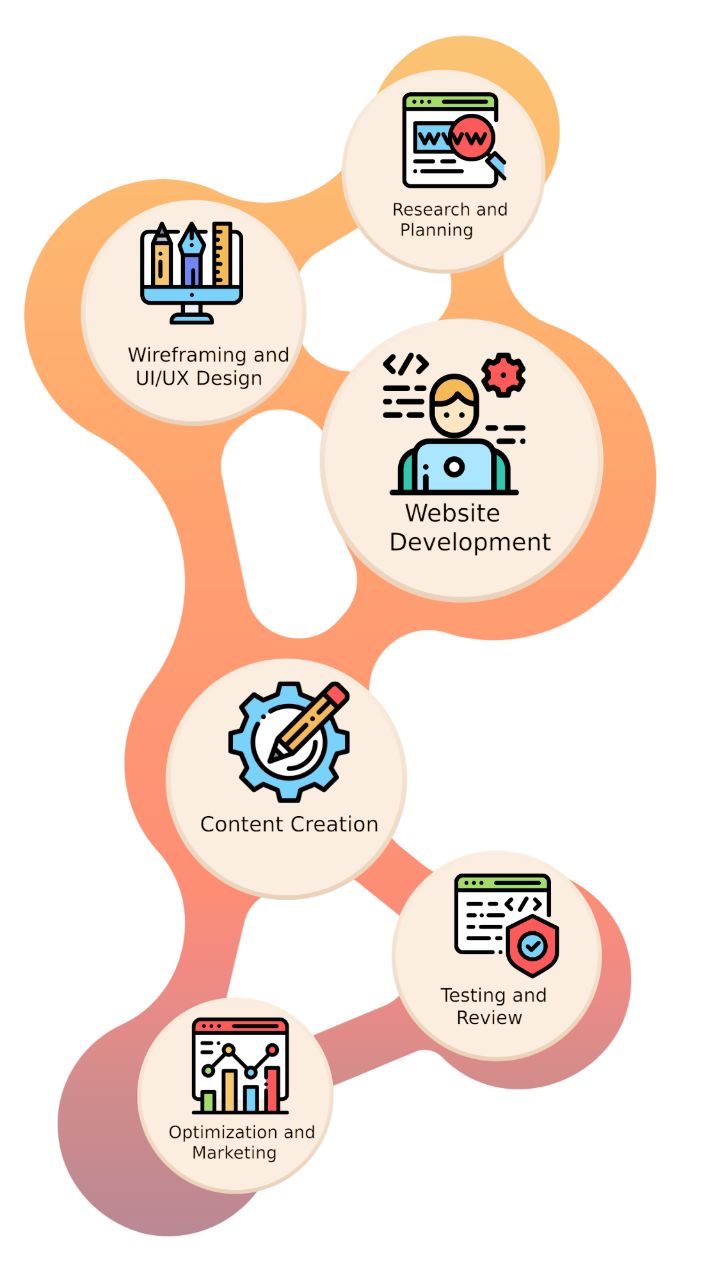 WWW
Research and
Planning
Wireframing and
UI/UX Design
</>
Website
Development
Content Creation
</>
Testing and
Review
Optimization and
Marketing